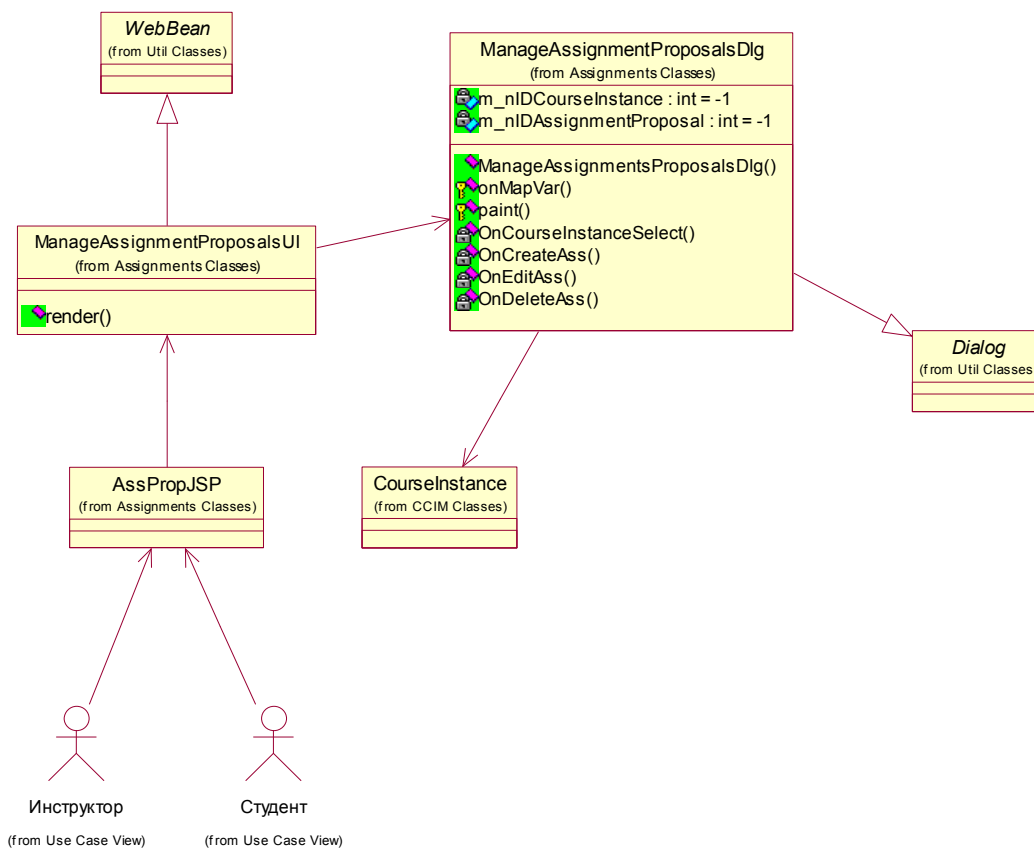 WebBean
(from Util Classes)
ManageAssignmentProposalsDlg
(from Assignments Classes)
m_nIDCourseInstance : int = -1
m_nIDAssignmentProposal : int = -1
ManageAssignmentsProposalsDlg()
onMapVar()
paint()
OnCourseInstanceSelect()
OnCreateAss()
OnEditAss()
OnDeleteAss()
ManageAssignmentProposalsUI
(from Assignments Classes)
render()
Dialog
(from Util Classes
AssPropJSP
(from Assignments Classes)
CourseInstance
(from CCIM Classes)
Инструктор
(from Use Case View)
Студент
(from Use Case View)